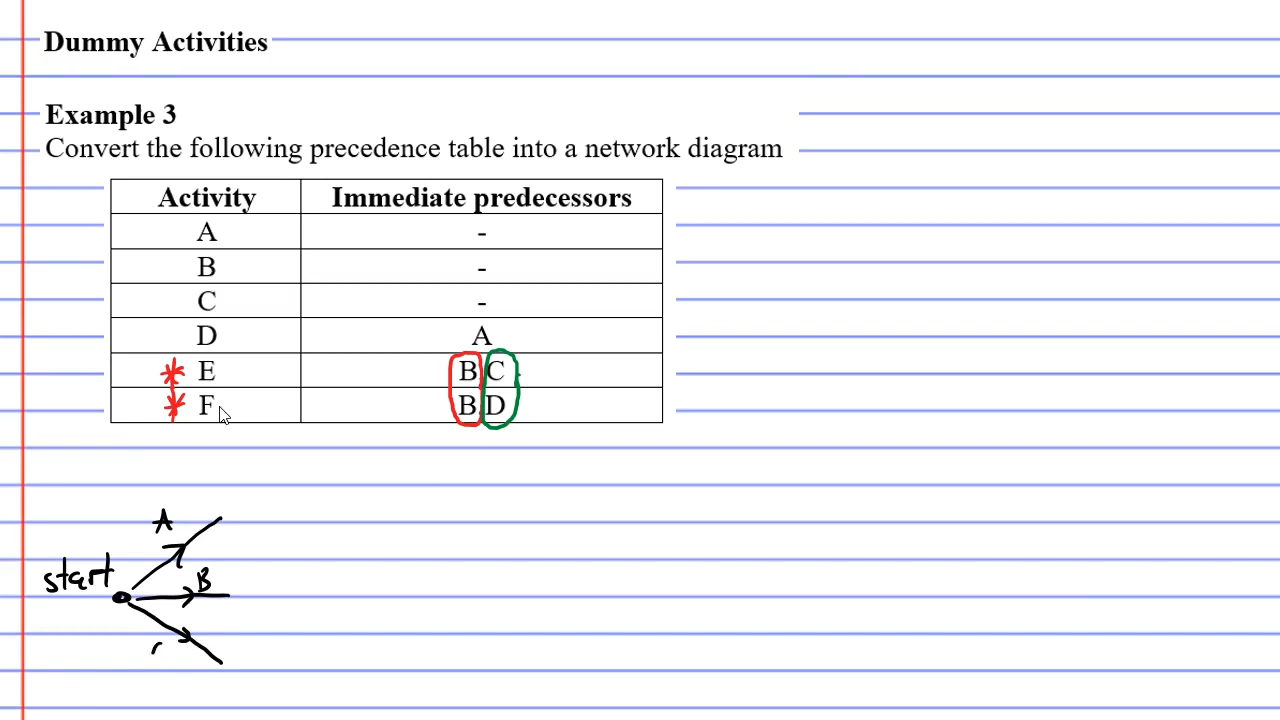 Dummy Activities
Example 3
Convert the following precedence table into a network diagram
Activity Immediate predecessors
A -
B -
C -
D A
* E B C
* F B D
A
start
B